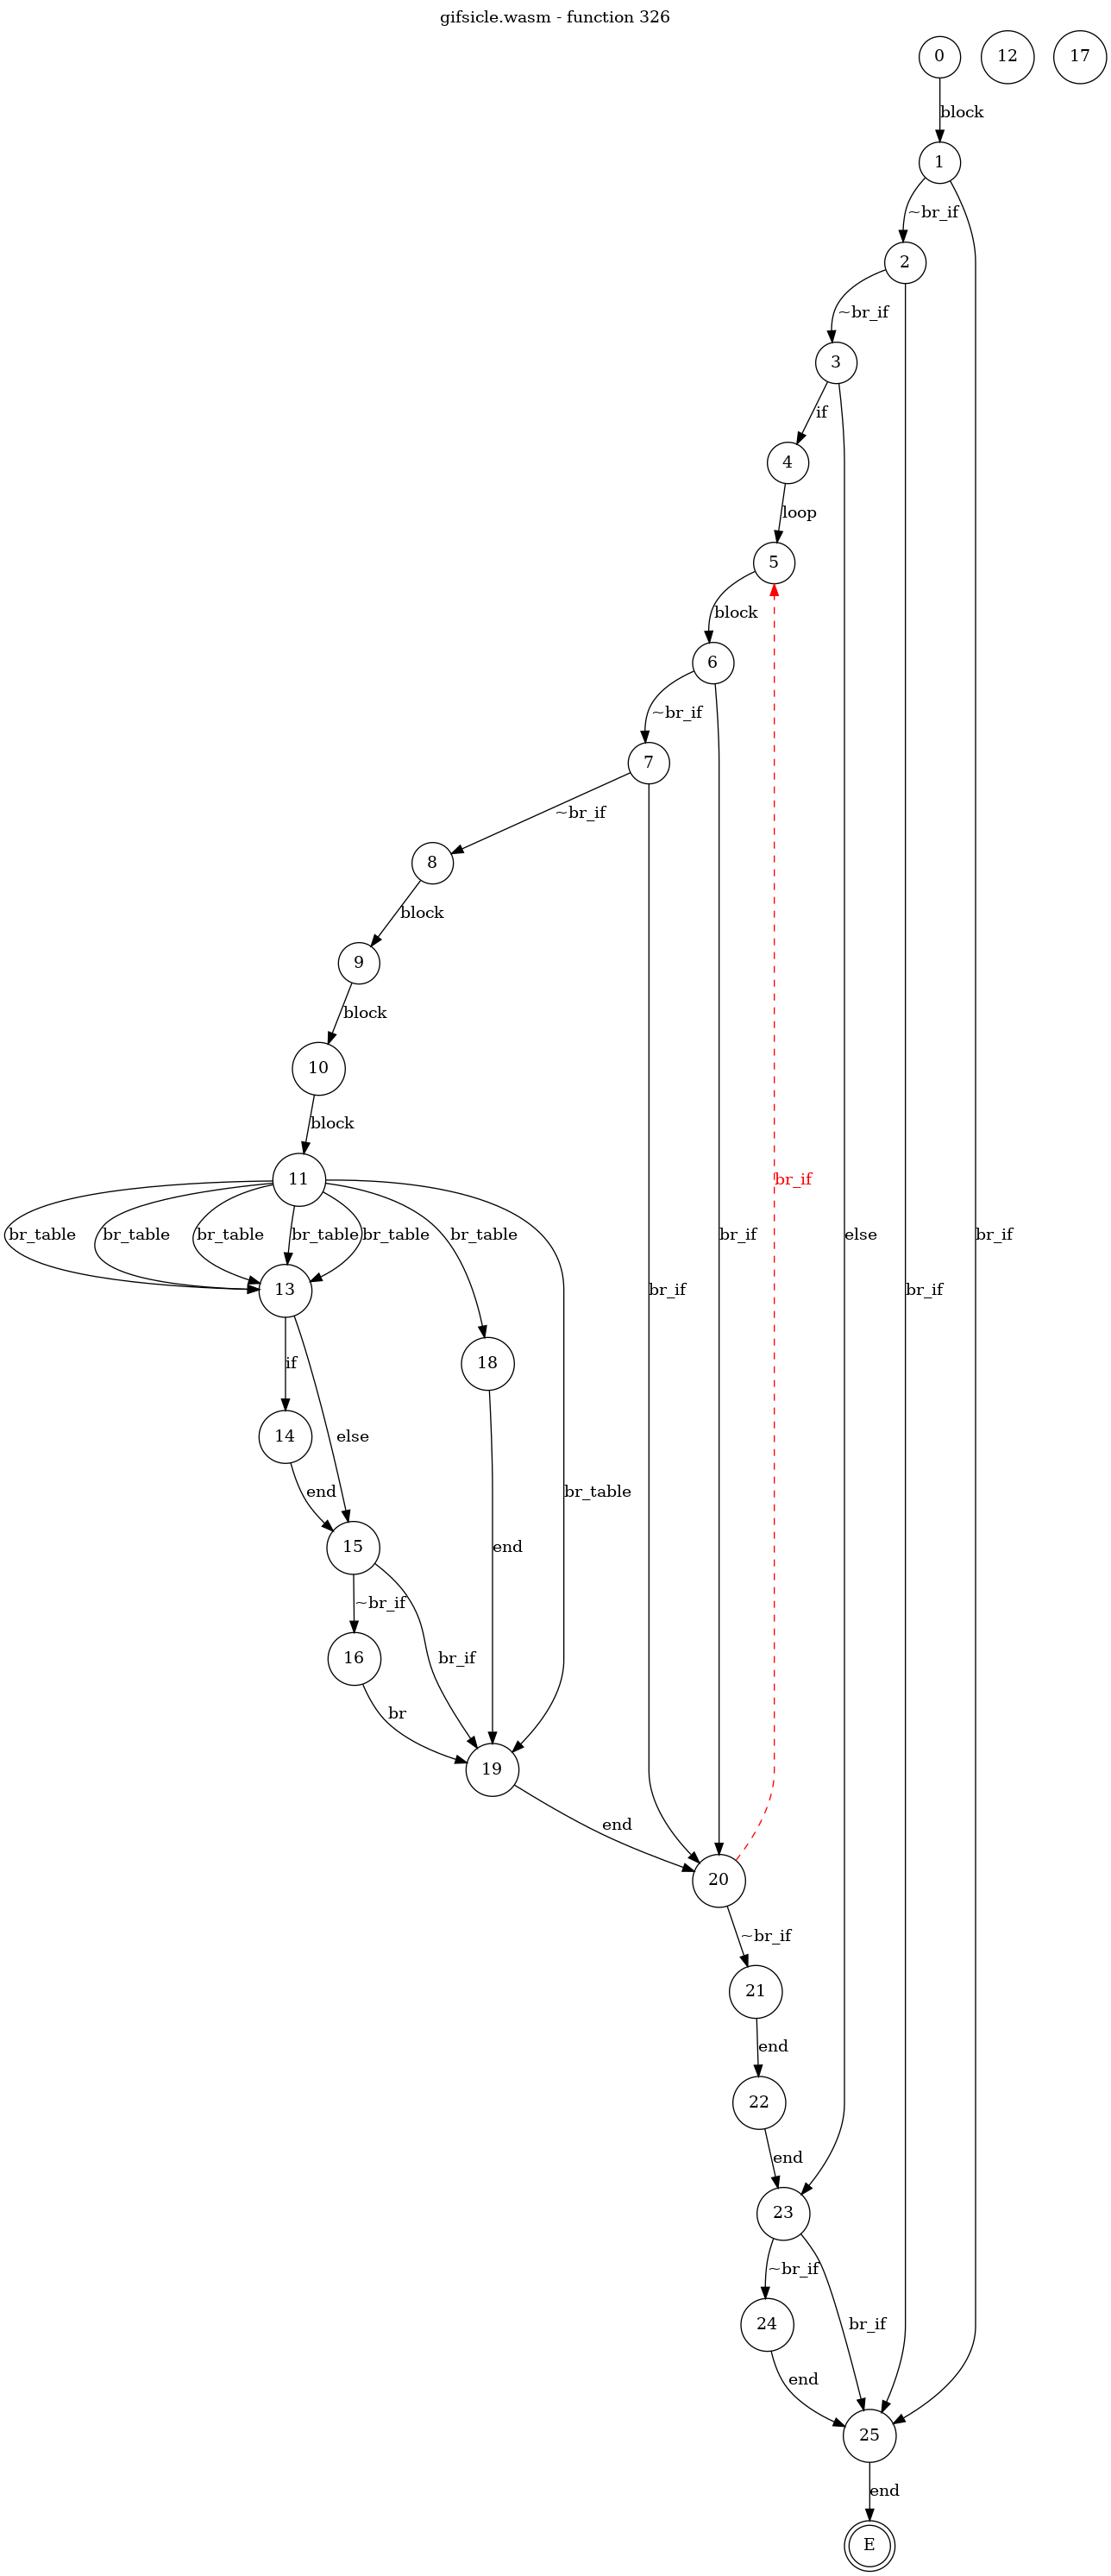 gifsicle.wasm - function 326
0
12
17
block
1
~br_if
2
~br_if
3
if
4
loop
5
block
6
~br_if
7
~br_if
8
block
9
block
10
block
br_if
11
br_table
br_table
br_table
br_table
br_table
br_table
br_if
else
br_if
13
br_if
br_if
18
if
14
else
end
br_table
15
end
~br_if
16
br_if
br
19
end
20
~br_if
21
end
22
end
23
~br_if
24
br_if
end
25
end
E